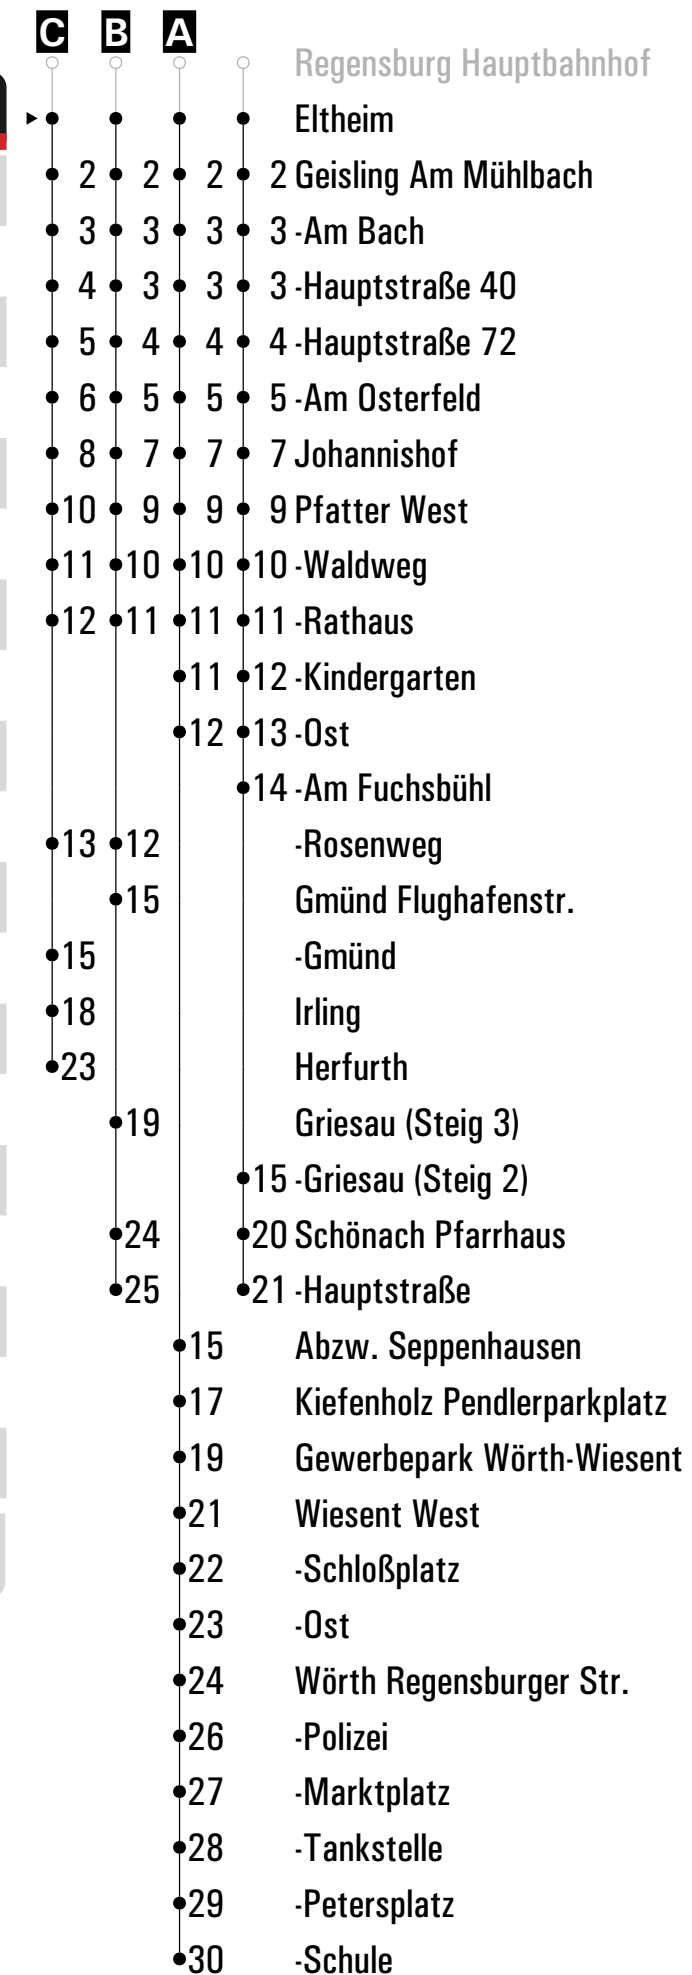 C B A
Regensburg Hauptbahnhof
Eltheim
2 2 2 2 Geisling Am Mühlbach
3 3 3 3 -Am Bach
4 3 3 3 -Hauptstraße 40
5 4 4 4 -Hauptstraße 72
6 5 5 5 -Am Osterfeld
8 7 7 7 Johannishof
10 9 9 9 Pfatter West
11 10 10 10 -Waldweg
12 11 11 11 -Rathaus
11 12 -Kindergarten
12 13 -Ost
14 -Am Fuchsbühl
13 12 -Rosenweg
15 Gmünd Flughafenstr.
15 -Gmünd
18 Irling
23 Herfurth
19 Griesau (Steig 3)
15 -Griesau (Steig 2)
24 20 Schönach Pfarrhaus
25 21 -Hauptstraße
15 Abzw. Seppenhausen
17 Kiefenholz Pendlerparkplatz
19 Gewerbepark Wörth-Wiesent
21 Wiesent West
22 -Schloßplatz
23 -Ost
24 Wörth Regensburger Str.
26 -Polizei
27 -Marktplatz
28 -Tankstelle
29 -Petersplatz
30 -Schule